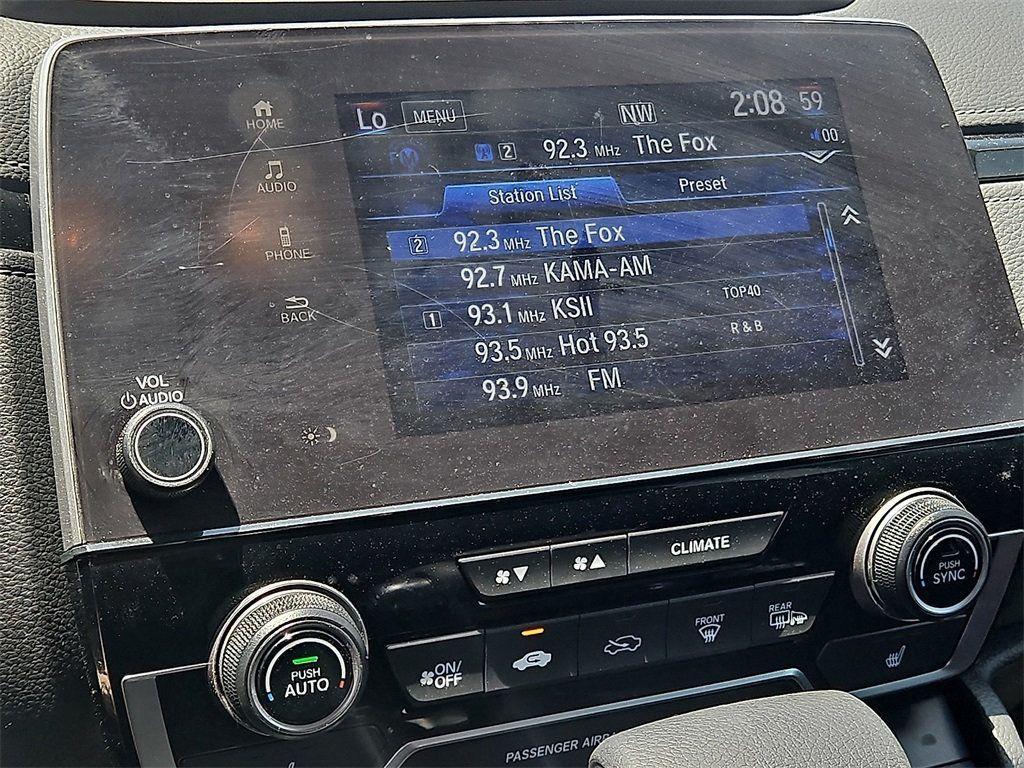 Lo MENU NW 2:08 59
FM 2 92.3 MHz The Fox 00
Station List Preset
2 92.3 MHz The Fox
92.7 MHz KAMA-AM
1 93.1 MHz KSII TOP40
93.5 MHz Hot 93.5 R & B
93.9 MHz FM
HOME
AUDIO
PHONE
BACK
VOL
AUDIO
CLIMATE
PUSH
SYNC
PUSH
AUTO
ON/
OFF
FRONT
REAR
PASSENGER